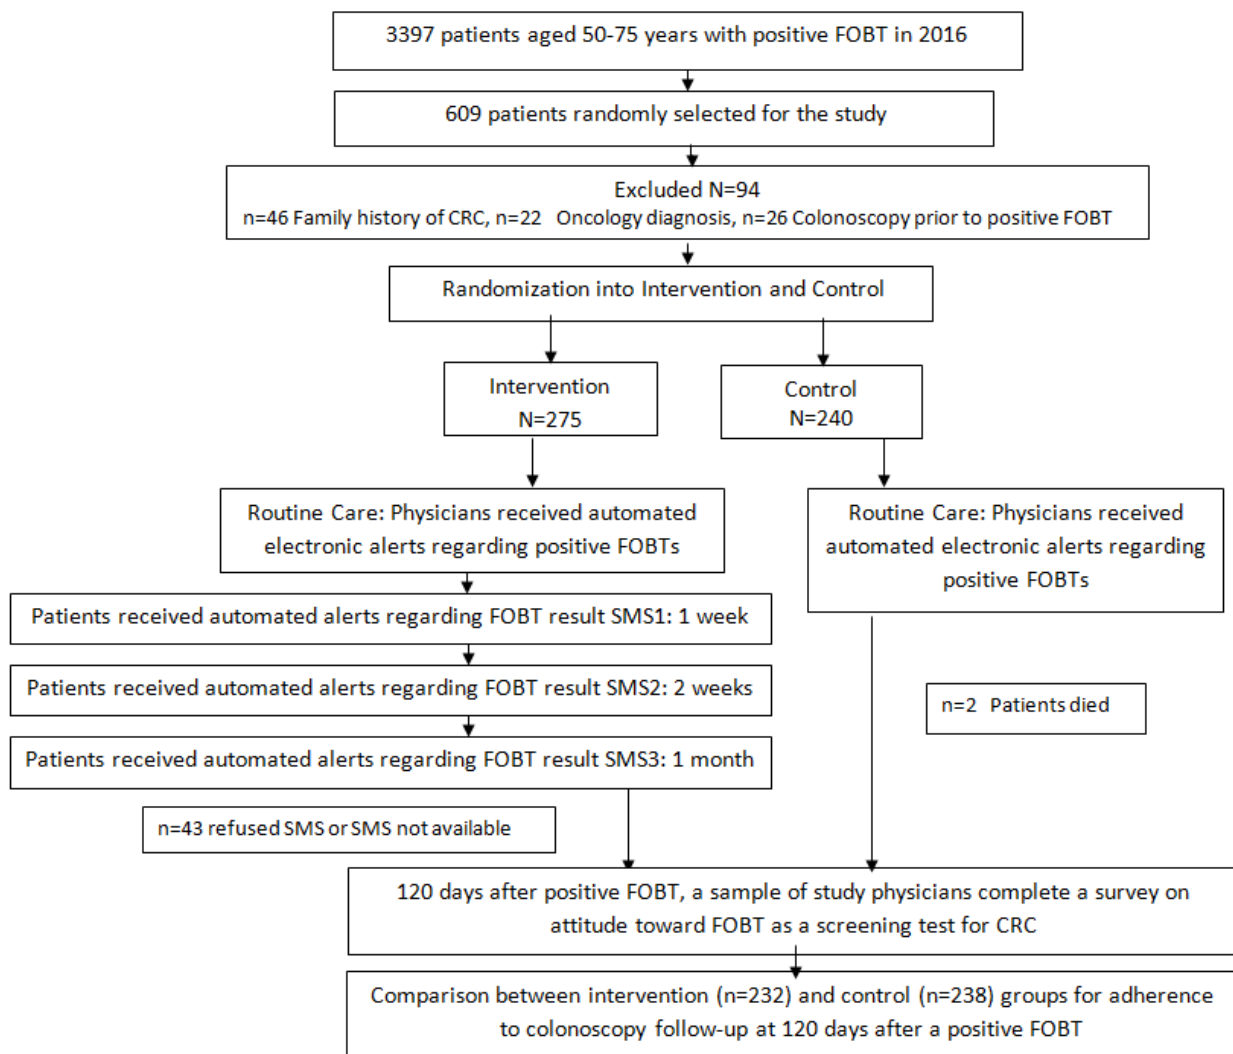 3397 patients aged 50-75 years with positive FOBT in 2016
609 patients randomly selected for the study
Excluded N=94
n=46 Family history of CRC, n=22 Oncology diagnosis, n=26 Colonoscopy prior to positive FOBT
Randomization into Intervention and Control
Intervention
N=275
Control
N=240
Routine Care: Physicians received automated
electronic alerts regarding positive FOBTs
Routine Care: Physicians received
automated electronic alerts regarding
positive FOBTs
Patients received automated alerts regarding FOBT result SMS1: 1 week
Patients received automated alerts regarding FOBT result SMS2: 2 weeks
n=2 Patients died
Patients received automated alerts regarding FOBT result SMS3: 1 month
n=43 refused SMS or SMS not available
120 days after positive FOBT, a sample of study physicians complete a survey on
attitude toward FOBT as a screening test for CRC
Comparison between intervention (n=232) and control (n=238) groups for adherence
to colonoscopy follow-up at 120 days after a positive FOBT